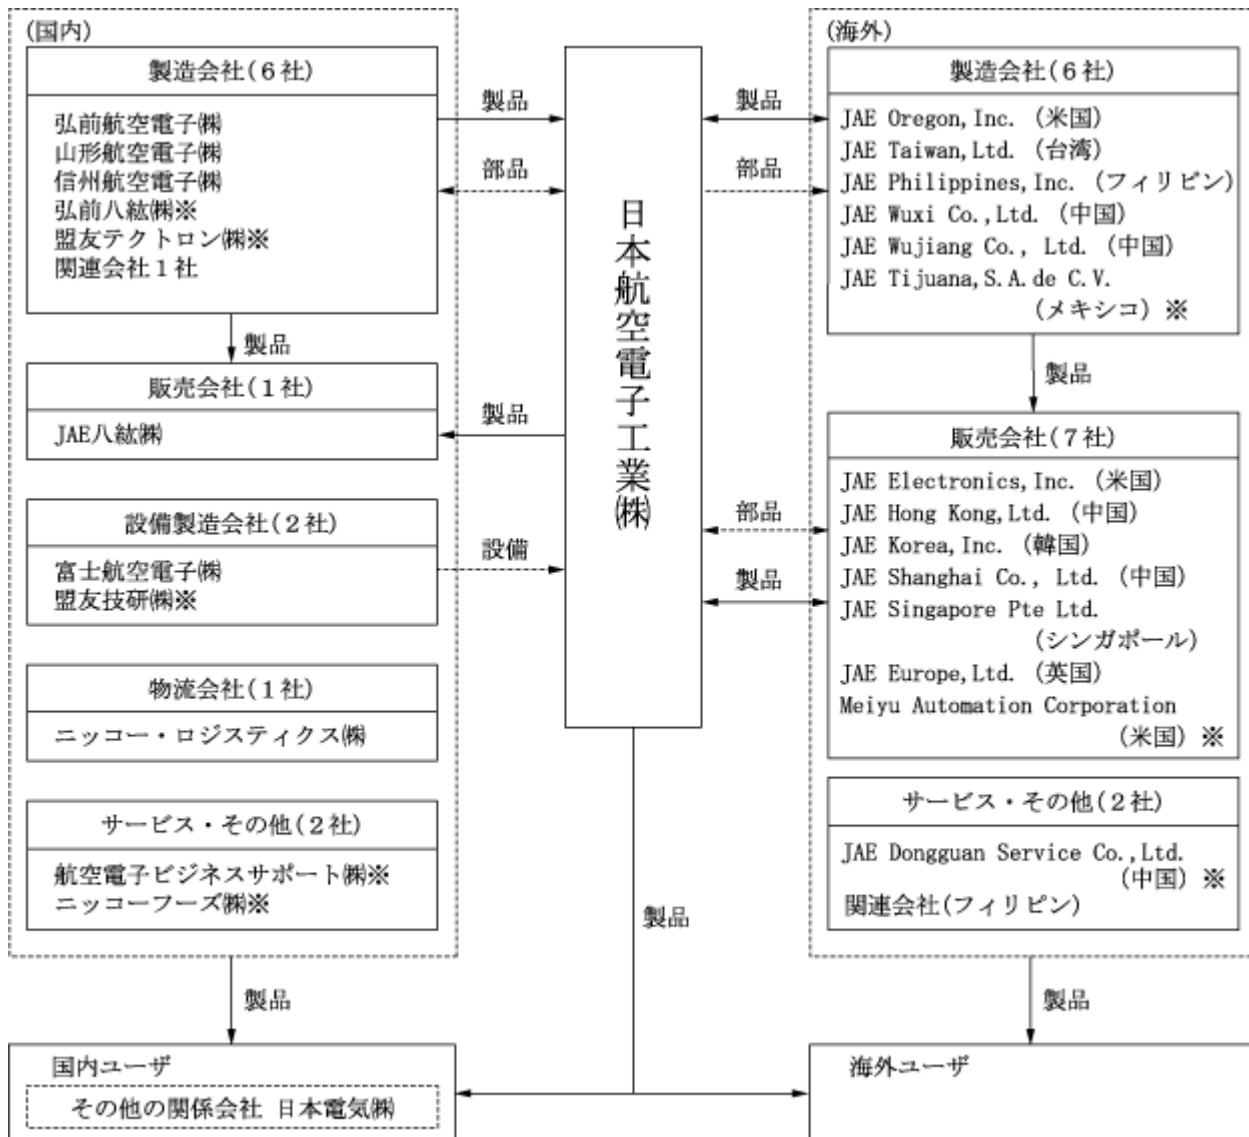 (国内)
製造会社(6社)
弘前航空電子㈱
山形航空電子㈱
信州航空電子㈱
弘前八紘㈱※
盟友テクトロン㈱※
関連会社1社
製品
販売会社(1社)
JAE八紘㈱
設備製造会社(2社)
富士航空電子㈱
盟友技研㈱※
物流会社(1社)
ニッコー・ロジスティクス㈱
サービス・その他(2社)
航空電子ビジネスサポート㈱※
ニッコーフーズ㈱※
製品
国内ユーザ
その他の関係会社 日本電気㈱
製品
部品
製品
設備
日本航空電子工業㈱
製品
製品
部品
部品
製品
(海外)
製造会社(6社)
JAE Oregon,Inc. (米国)
JAE Taiwan,Ltd. (台湾)
JAE Philippines,Inc. (フィリピン)
JAE Wuxi Co.,Ltd. (中国)
JAE Wujiang Co., Ltd. (中国)
JAE Tijuana,S.A.de C.V.
(メキシコ) ※
製品
販売会社(7社)
JAE Electronics,Inc. (米国)
JAE Hong Kong,Ltd. (中国)
JAE Korea,Inc. (韓国)
JAE Shanghai Co., Ltd. (中国)
JAE Singapore Pte Ltd.
(シンガポール)
JAE Europe,Ltd. (英国)
Meiyu Automation Corporation
(米国) ※
サービス・その他(2社)
JAE Dongguan Service Co.,Ltd.
(中国) ※
関連会社(フィリピン)
製品
海外ユーザ